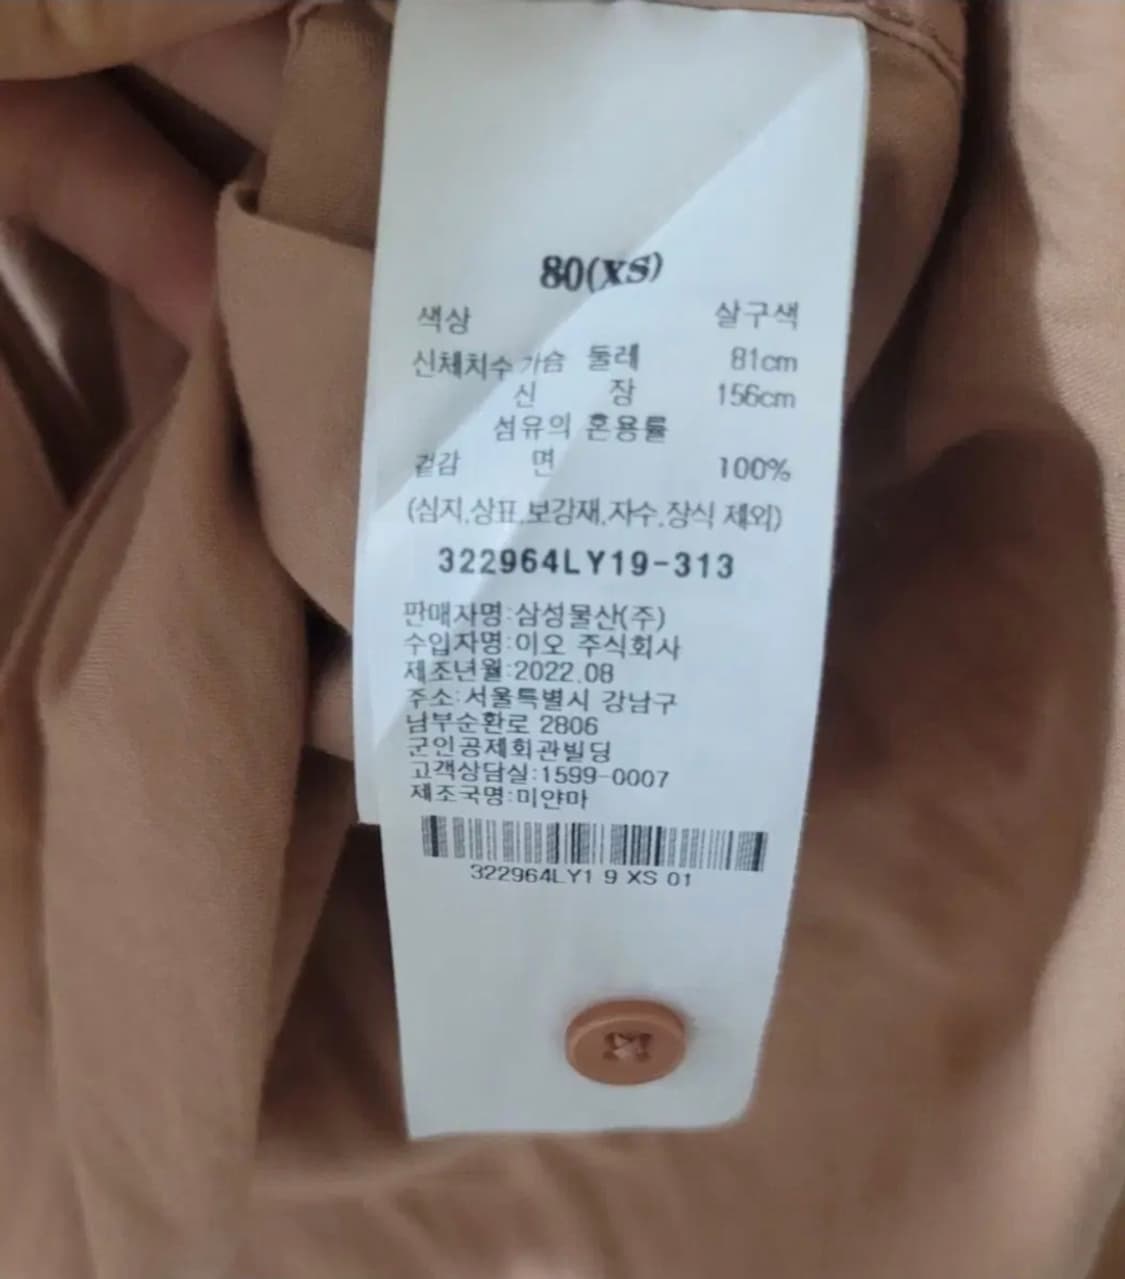 80(XS)
색상 살구색
신체치수 가슴 둘레 81cm
신 장 156cm
섬유의 혼용률
겉감 면 100%
(심지,상표,보강재,자수,장식 제외)
322964LY19-313
판매자명:삼성물산(주)
수입자명:이오 주식회사
제조년월:2022.08
주소:서울특별시 강남구
남부순환로 2806
군인공제회관빌딩
고객상담실:1599-0007
제조국명:미얀마
322964LY1 9 XS 01